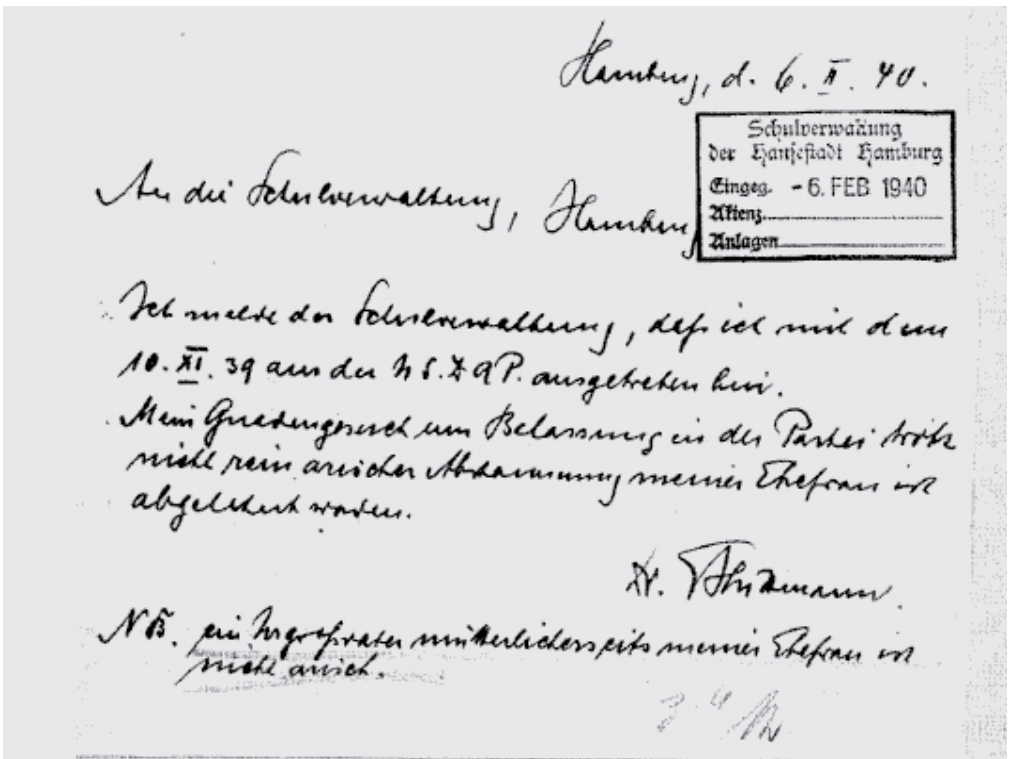 Hamburg, d. 6. II. 40.
Schulverwaltung
der Hansestadt Hamburg
Eingeg. - 6. FEB 1940
Aktenz.
Anlagen
An die Schulverwaltung, Hamburg
Ich melde der Schulverwaltung, daß ich mit dem
10. XI. 39 aus der N.S.D.A.P. ausgetreten bin.
Mein Gnadengesuch um Belassung in der Partei trotz
nicht rein arischer Abstammung meiner Ehefrau ist
abgelehnt worden.
Dr.
N.B. ein Urgroßvater mütterlicherseits meiner Ehefrau ist
nicht arisch.